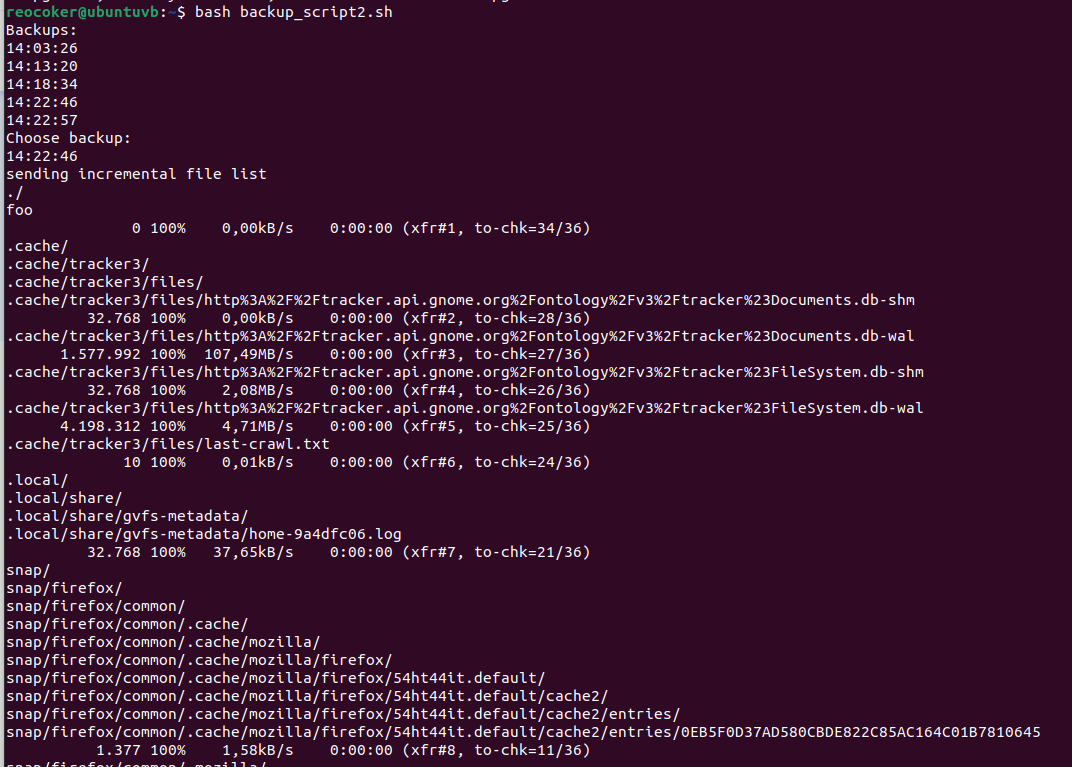 reocoker@ubuntuvb:~$ bash backup_script2.sh
Backups:
14:03:26
14:13:20
14:18:34
14:22:46
14:22:57
Choose backup:
14:22:46
sending incremental file list
./
foo
              0 100%    0,00kB/s    0:00:00 (xfr#1, to-chk=34/36)
.cache/
.cache/tracker3/
.cache/tracker3/files/
.cache/tracker3/files/http%3A%2F%2Ftracker.api.gnome.org%2Fontology%2Fv3%2Ftracker%23Documents.db-shm
         32.768 100%    0,00kB/s    0:00:00 (xfr#2, to-chk=28/36)
.cache/tracker3/files/http%3A%2F%2Ftracker.api.gnome.org%2Fontology%2Fv3%2Ftracker%23Documents.db-wal
      1.577.992 100%  107,49MB/s    0:00:00 (xfr#3, to-chk=27/36)
.cache/tracker3/files/http%3A%2F%2Ftracker.api.gnome.org%2Fontology%2Fv3%2Ftracker%23FileSystem.db-shm
         32.768 100%    2,08MB/s    0:00:00 (xfr#4, to-chk=26/36)
.cache/tracker3/files/http%3A%2F%2Ftracker.api.gnome.org%2Fontology%2Fv3%2Ftracker%23FileSystem.db-wal
      4.198.312 100%    4,71MB/s    0:00:00 (xfr#5, to-chk=25/36)
.cache/tracker3/files/last-crawl.txt
             10 100%    0,01kB/s    0:00:00 (xfr#6, to-chk=24/36)
.local/
.local/share/
.local/share/gvfs-metadata/
.local/share/gvfs-metadata/home-9a4dfc06.log
         32.768 100%   37,65kB/s    0:00:00 (xfr#7, to-chk=21/36)
snap/
snap/firefox/
snap/firefox/common/
snap/firefox/common/.cache/
snap/firefox/common/.cache/mozilla/
snap/firefox/common/.cache/mozilla/firefox/
snap/firefox/common/.cache/mozilla/firefox/54ht44it.default/
snap/firefox/common/.cache/mozilla/firefox/54ht44it.default/cache2/
snap/firefox/common/.cache/mozilla/firefox/54ht44it.default/cache2/entries/
snap/firefox/common/.cache/mozilla/firefox/54ht44it.default/cache2/entries/0EB5F0D37AD580CBDE822C85AC164C01B7810645
          1.377 100%    1,58kB/s    0:00:00 (xfr#8, to-chk=11/36)
snap/firefox/common/.mozilla/